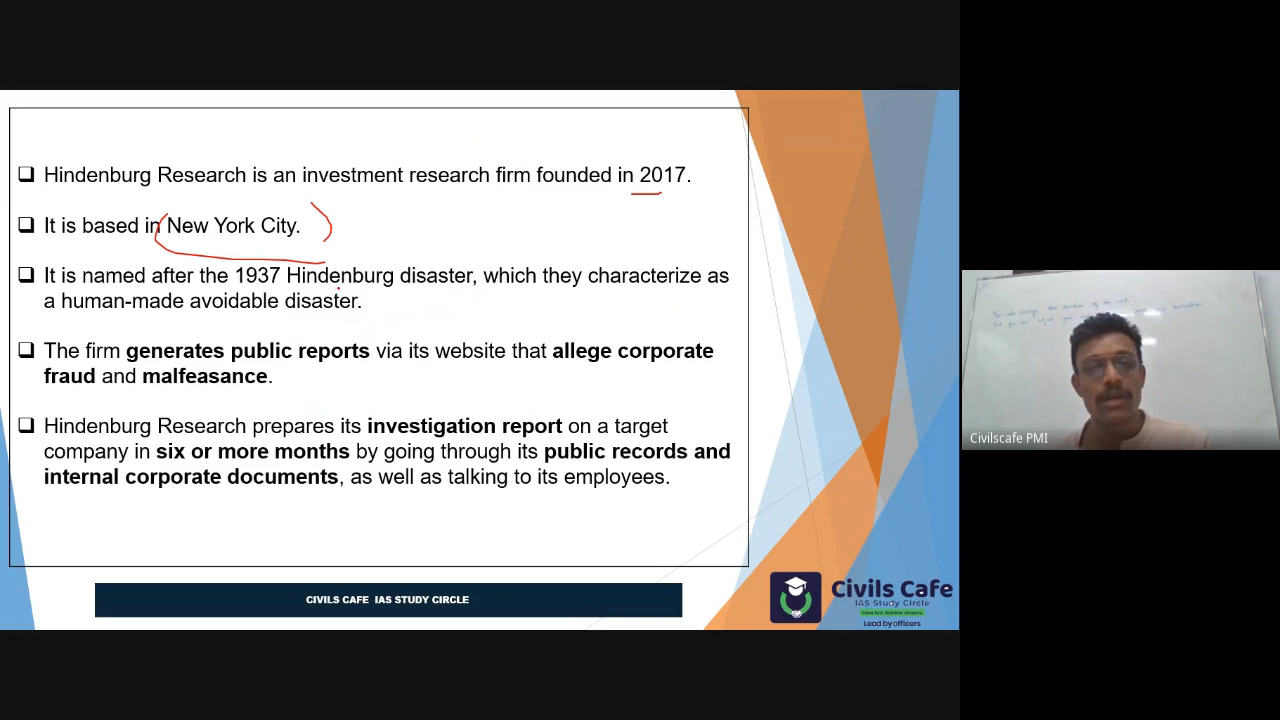 Hindenburg Research is an investment research firm founded in 2017.
It is based in New York City.
It is named after the 1937 Hindenburg disaster, which they characterize as
a human-made avoidable disaster.
The firm generates public reports via its website that allege corporate
fraud and malfeasance.
Hindenburg Research prepares its investigation report on a target
company in six or more months by going through its public records and
internal corporate documents, as well as talking to its employees.
CIVILS CAFE IAS STUDY CIRCLE
Civils Cafe
IAS Study Circle
Have fun. Achieve dreams.
Lead by officers
Civilscafe PMI